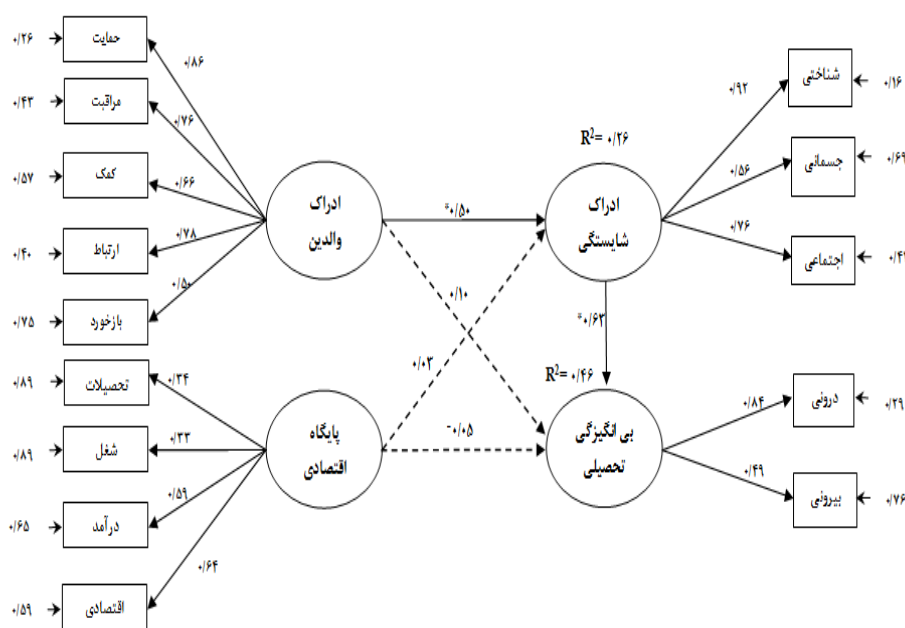 حمایت
۰/۲۶
۰/۸۶
مراقبت
۰/۴۳
۰/۷۶
کمک
۰/۵۷
۰/۶۶
ارتباط
۰/۴۰
۰/۷۸
بازخورد
۰/۷۵
۰/۵۰
ادراک
والدین
تحصیلات
۰/۸۹
۰/۳۴
شغل
۰/۸۹
۰/۳۳
درآمد
۰/۶۵
۰/۵۹
اقتصادی
۰/۵۹
۰/۶۴
پایگاه
اقتصادی
*۰/۵۰
۰/۱۰
۰/۰۳
-۰/۰۵
R²= ۰/۲۶
ادراک
شایستگی
*۰/۶۳
R²= ۰/۴۶
بی انگیزگی
تحصیلی
شناختی
۰/۱۶
۰/۹۲
جسمانی
۰/۶۹
۰/۵۶
اجتماعی
۰/۷۶
درونی
۰/۲۹
۰/۸۴
بیرونی
۰/۷۶
۰/۴۹